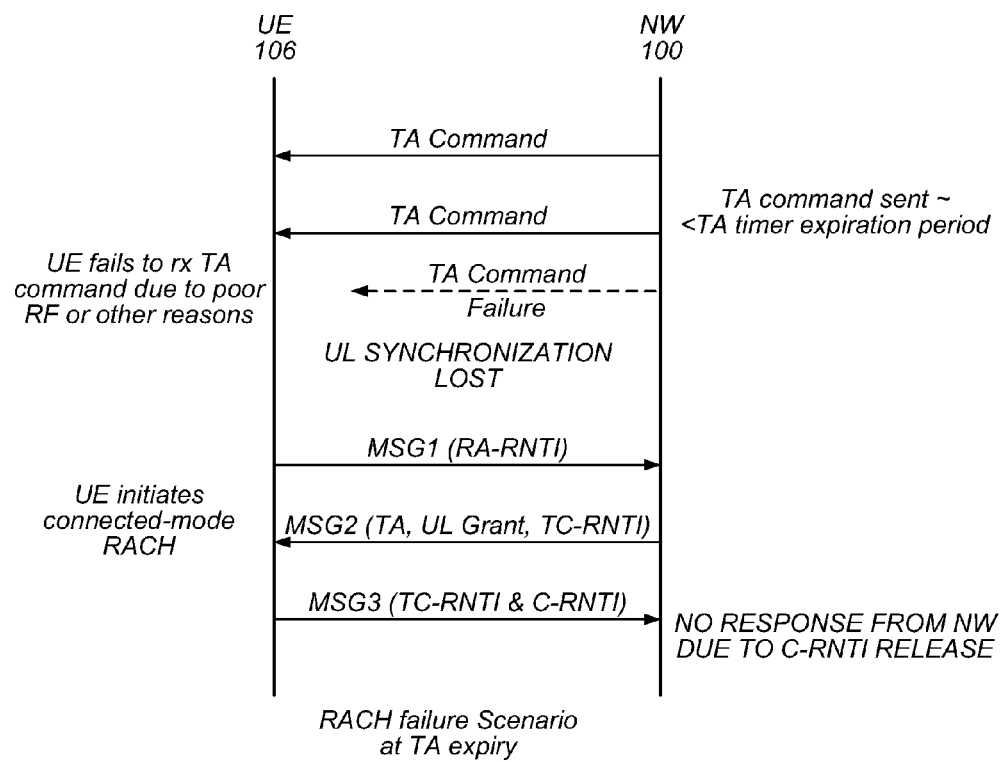 UE
106
NW
100
TA Command
TA command sent ~
<TA timer expiration period
TA Command
UE fails to rx TA
command due to poor
RF or other reasons
TA Command
Failure
UL SYNCHRONIZATION
LOST
MSG1 (RA-RNTI)
UE initiates
connected-mode
RACH
MSG2 (TA, UL Grant, TC-RNTI)
MSG3 (TC-RNTI & C-RNTI)
NO RESPONSE FROM NW
DUE TO C-RNTI RELEASE
RACH failure Scenario
at TA expiry